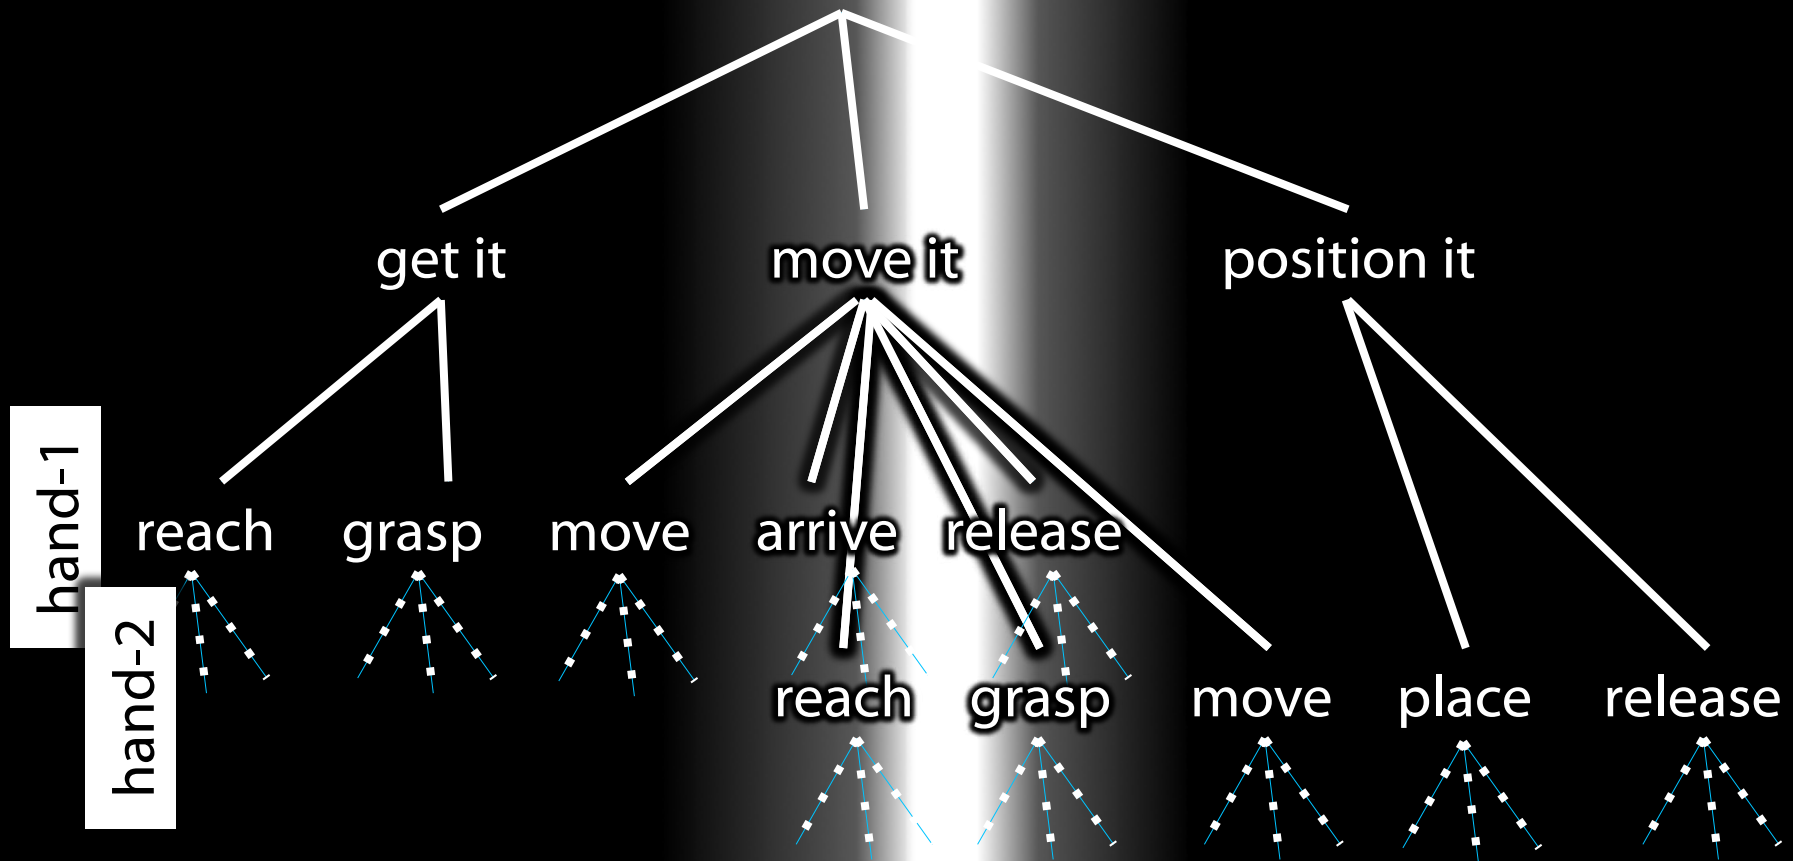 get it move it position it
hand-1
reach grasp move arrive release
hand-2
reach grasp move place release